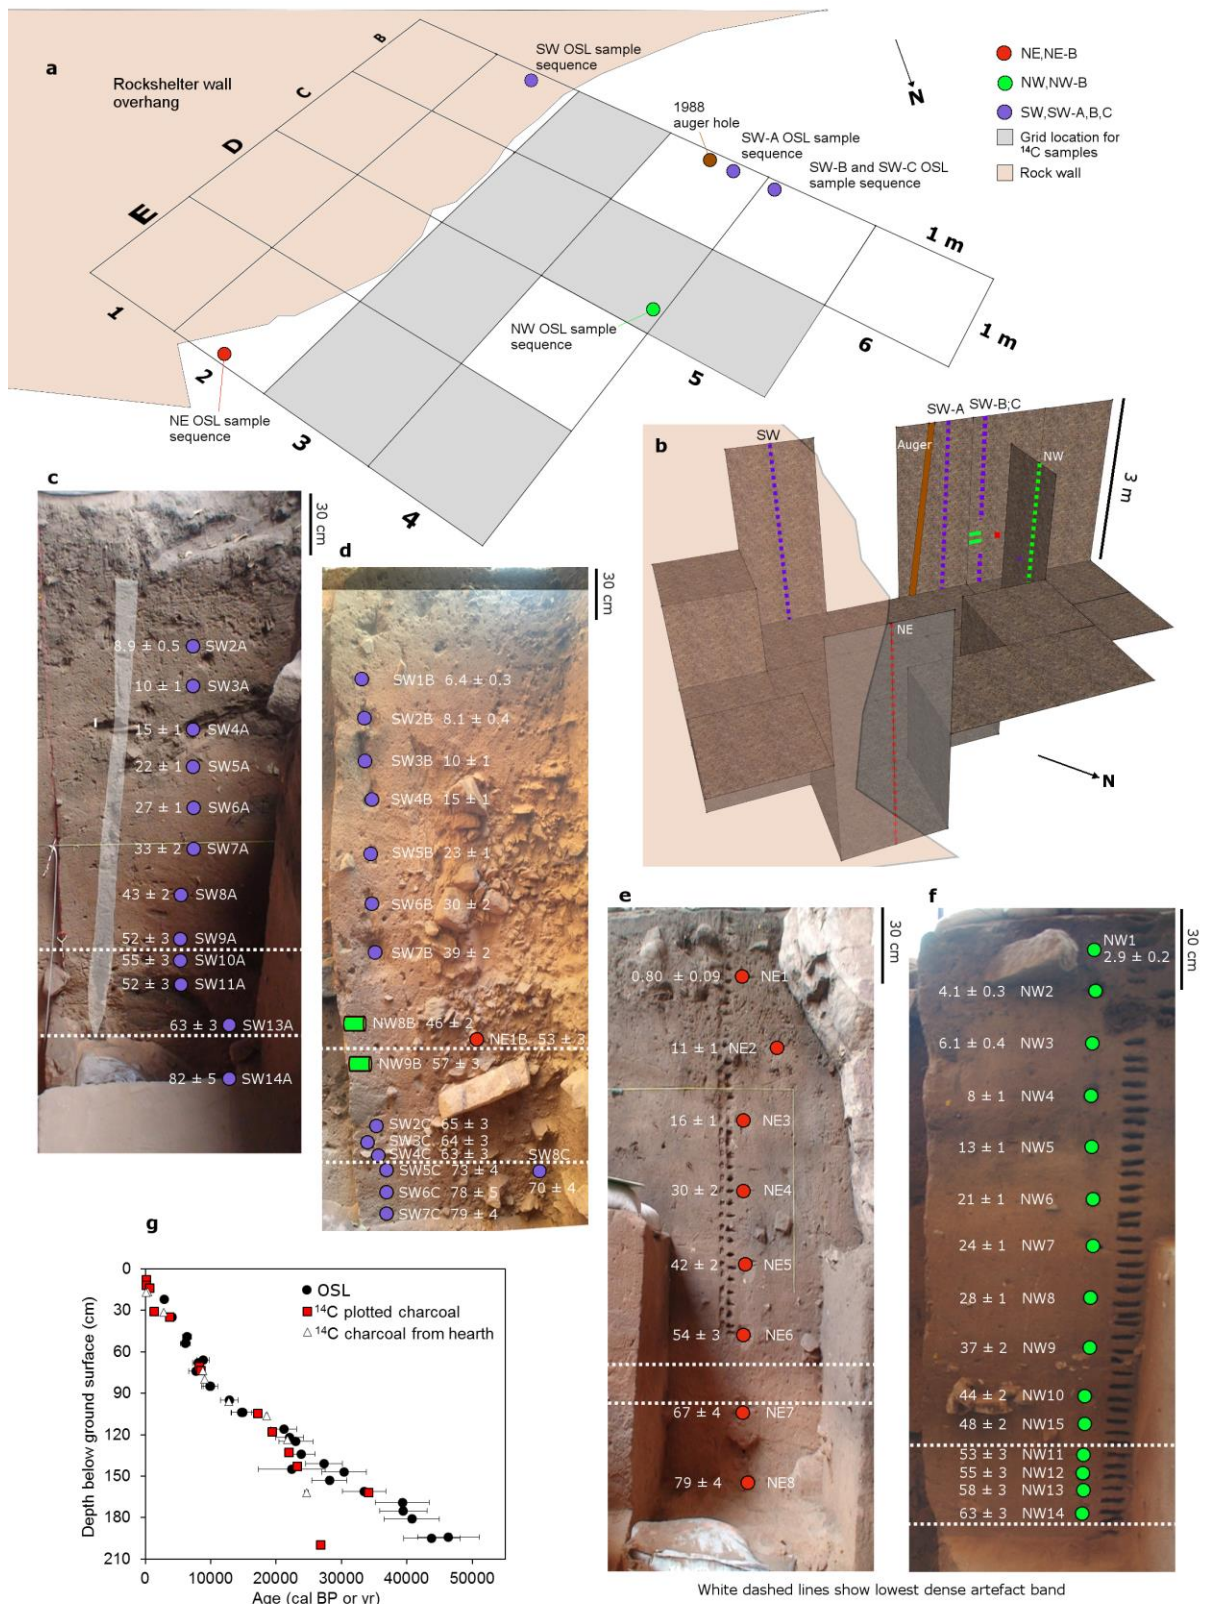 a
B
C
D
E
Rockshelter wall
overhang
SW OSL sample
sequence
1988
auger hole
SW-A OSL sample
sequence
SW-B and SW-C OSL
sample sequence
N
NE,NE-B
NW,NW-B
SW,SW-A,B,C
Grid location for
¹⁴C samples
Rock wall
1 m
1 m
1
2
3
4
5
6
NW OSL sample
sequence
NE OSL sample
sequence
b
SW
SW-A
SW-B;C
Auger
NW
NE
3 m
N
c
30 cm
8.9 ± 0.5 SW2A
10 ± 1 SW3A
15 ± 1 SW4A
22 ± 1 SW5A
27 ± 1 SW6A
33 ± 2 SW7A
43 ± 2 SW8A
52 ± 3 SW9A
55 ± 3 SW10A
52 ± 3 SW11A
63 ± 3 SW13A
82 ± 5 SW14A
d
30 cm
SW1B 6.4 ± 0.3
SW2B 8.1 ± 0.4
SW3B 10 ± 1
SW4B 15 ± 1
SW5B 23 ± 1
SW6B 30 ± 2
SW7B 39 ± 2
NW8B 46 ± 2
NE1B 53 ± 3
NW9B 57 ± 3
SW2C 65 ± 3
SW3C 64 ± 3
SW4C 63 ± 3
SW8C
SW5C 73 ± 4
70 ± 4
SW6C 78 ± 5
SW7C 79 ± 4
e
30 cm
0.80 ± 0.09 NE1
11 ± 1 NE2
16 ± 1 NE3
30 ± 2 NE4
42 ± 2 NE5
54 ± 3 NE6
67 ± 4 NE7
79 ± 4 NE8
f
30 cm
NW1
2.9 ± 0.2
4.1 ± 0.3 NW2
6.1 ± 0.4 NW3
8 ± 1 NW4
13 ± 1 NW5
21 ± 1 NW6
24 ± 1 NW7
28 ± 1 NW8
37 ± 2 NW9
44 ± 2 NW10
48 ± 2 NW15
53 ± 3 NW11
55 ± 3 NW12
58 ± 3 NW13
63 ± 3 NW14
White dashed lines show lowest dense artefact band
g
OSL
¹⁴C plotted charcoal
¹⁴C charcoal from hearth
Depth below ground surface (cm)
0
30
60
90
120
150
180
210
0 10000 20000 30000 40000 50000
Age (cal BP or yr)